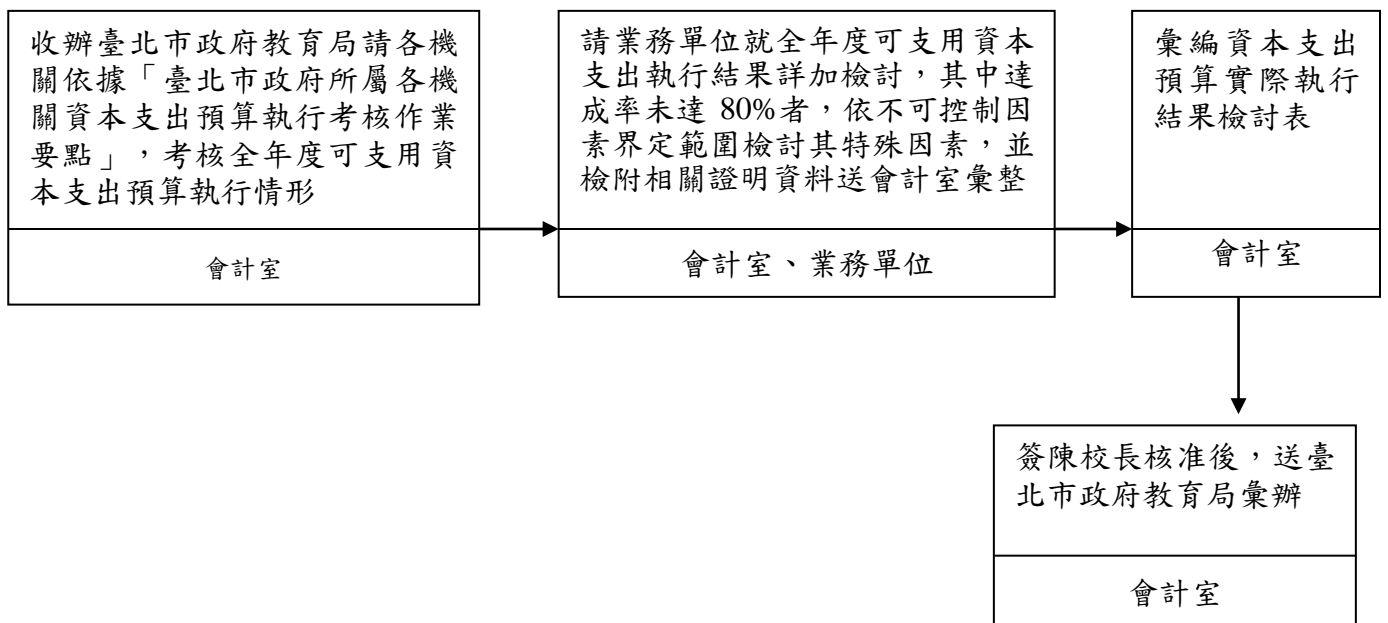 收辦臺北市政府教育局請各機
關依據「臺北市政府所屬各機
關資本支出預算執行考核作業
要點」，考核全年度可支用資
本支出預算執行情形
會計室
請業務單位就全年度可支用資本
支出執行結果詳加檢討，其中達
成率未達 80%者，依不可控制因
素界定範圍檢討其特殊因素，並
檢附相關證明資料送會計室彙整
會計室、業務單位
彙編資本支出
預算實際執行
結果檢討表
會計室
簽陳校長核准後，送臺
北市政府教育局彙辦
會計室